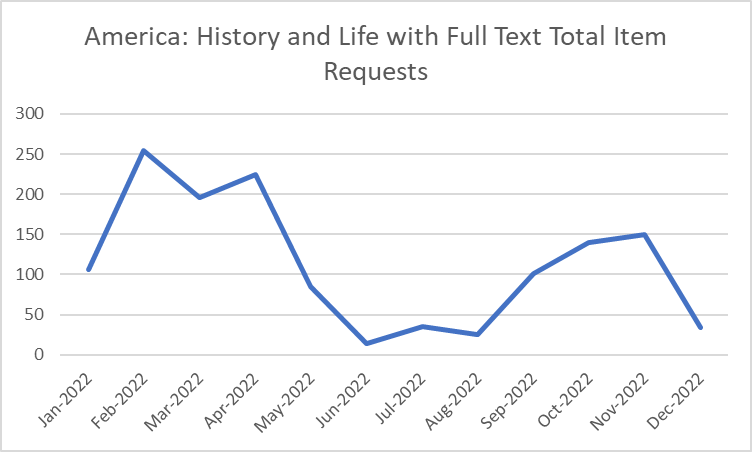 America: History and Life with Full Text Total Item
Requests
300
250
200
150
100
50
0
Jan-2022
Feb-2022
Mar-2022
Apr-2022
May-2022
Jun-2022
Jul-2022
Aug-2022
Sep-2022
Oct-2022
Nov-2022
Dec-2022